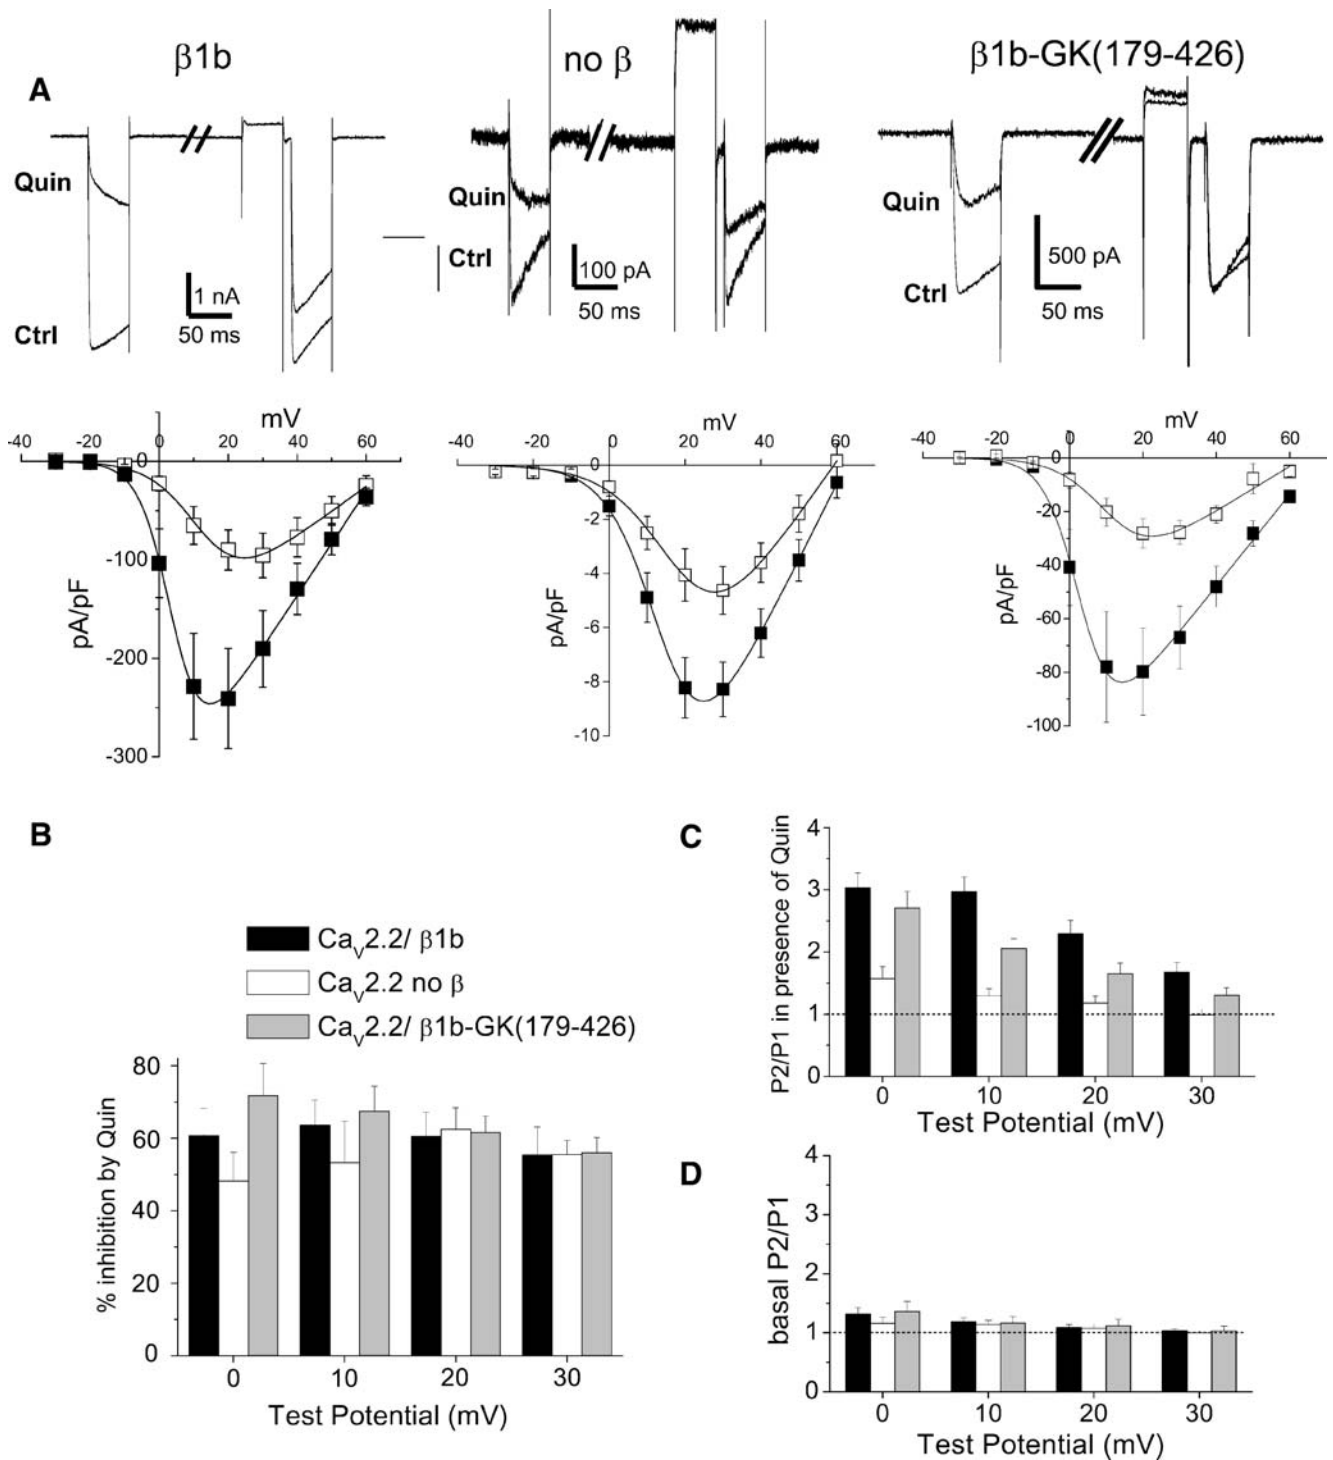 β1b
no β
β1b-GK(179-426)
A
Quin
Ctrl
1 nA
50 ms
Quin
Ctrl
100 pA
50 ms
Quin
Ctrl
500 pA
50 ms
mV
-40 -20 0 20 40 60
0
-100
-200
-300
pA/pF
mV
-40 -20 0 20 40 60
0
-2
-4
-6
-8
-10
pA/pF
mV
-40 -20 0 20 40 60
0
-20
-40
-60
-80
-100
pA/pF
B
CaV2.2/ β1b
CaV2.2 no β
CaV2.2/ β1b-GK(179-426)
% inhibition by Quin
80
60
40
20
0
0 10 20 30
Test Potential (mV)
C
P2/P1 in presence of Quin
4
3
2
1
0
0 10 20 30
Test Potential (mV)
D
basal P2/P1
4
3
2
1
0
0 10 20 30
Test Potential (mV)